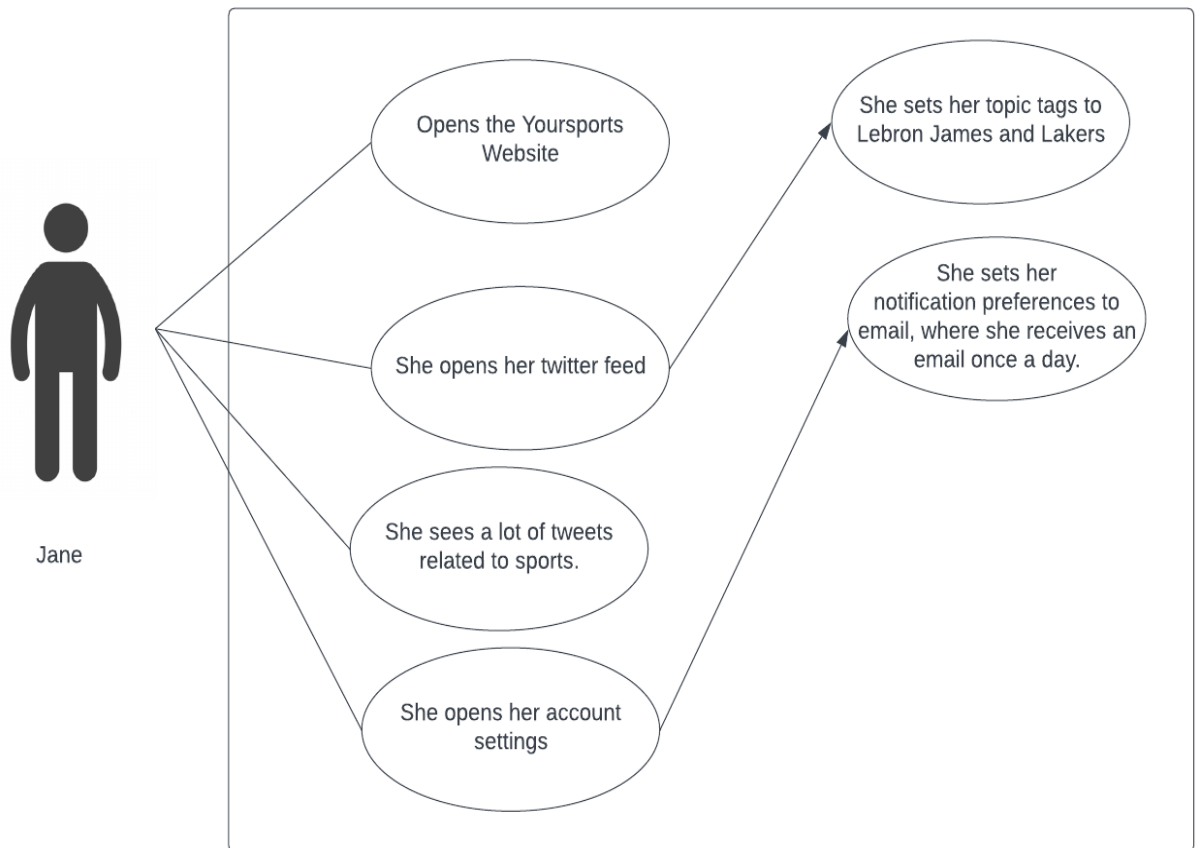 Opens the Yoursports
Website
She sets her topic tags to
Lebron James and Lakers
She opens her twitter feed
She sets her
notification preferences to
email, where she receives an
email once a day.
She sees a lot of tweets
related to sports.
She opens her account
settings
Jane